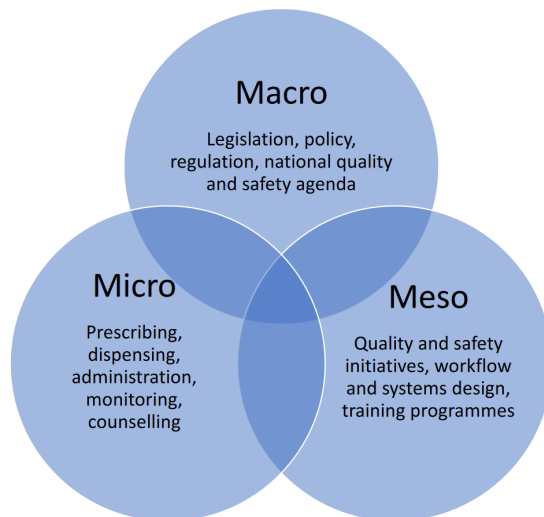 Macro
Legislation, policy,
regulation, national quality
and safety agenda
Micro
Prescribing,
dispensing,
administration,
monitoring,
counselling
Meso
Quality and safety
initiatives, workflow
and systems design,
training programmes